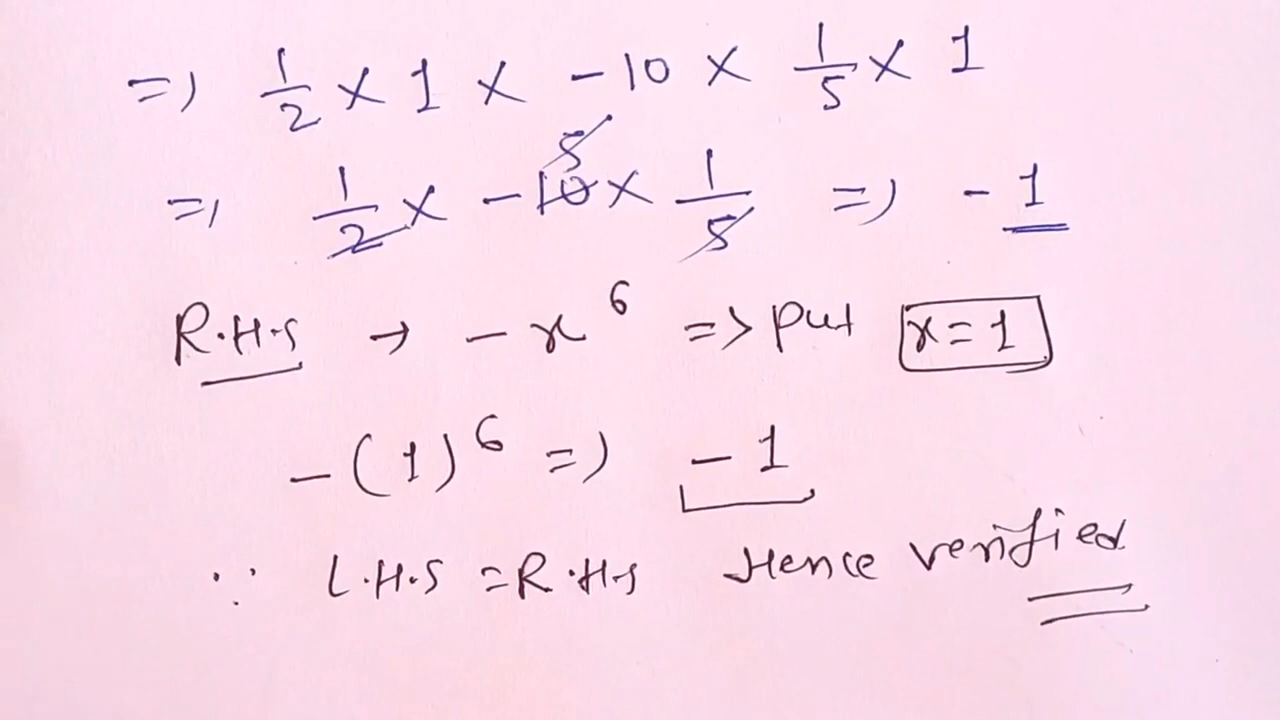 => 1/2 × 1 × -10 × 1/5 × 1
5
=> 1/2 × -10 × 1/5 => -1
R.H.S → -x^6 => put x=1
-(1)^6 => -1
∵ L.H.S = R.H.S Hence verified